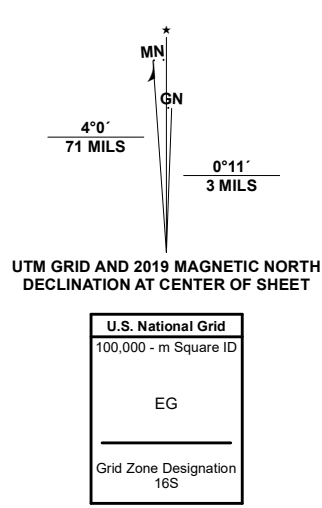 MN
GN
4°0´
71 MILS
0°11´
3 MILS
UTM GRID AND 2019 MAGNETIC NORTH
DECLINATION AT CENTER OF SHEET
U.S. National Grid
100,000 - m Square ID
EG
Grid Zone Designation
16S